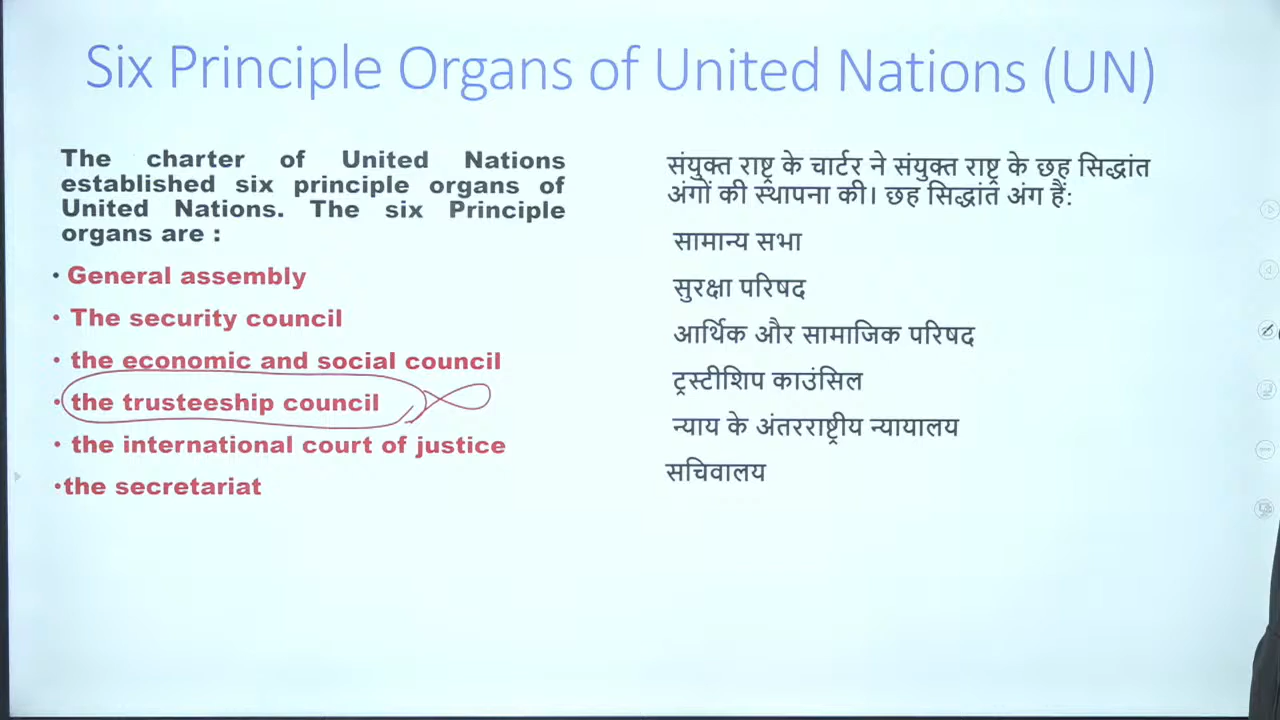 Six Principle Organs of United Nations (UN)
The charter of United Nations
established six principle organs of
United Nations. The six Principle
organs are :
• General assembly
• The security council
• the economic and social council
• the trusteeship council
• the international court of justice
•the secretariat
संयुक्त राष्ट्र के चार्टर ने संयुक्त राष्ट्र के छह सिद्धांत
अंगों की स्थापना की। छह सिद्धांत अंग हैं:
सामान्य सभा
सुरक्षा परिषद
आर्थिक और सामाजिक परिषद
ट्रस्टीशिप काउंसिल
न्याय के अंतरराष्ट्रीय न्यायालय
सचिवालय